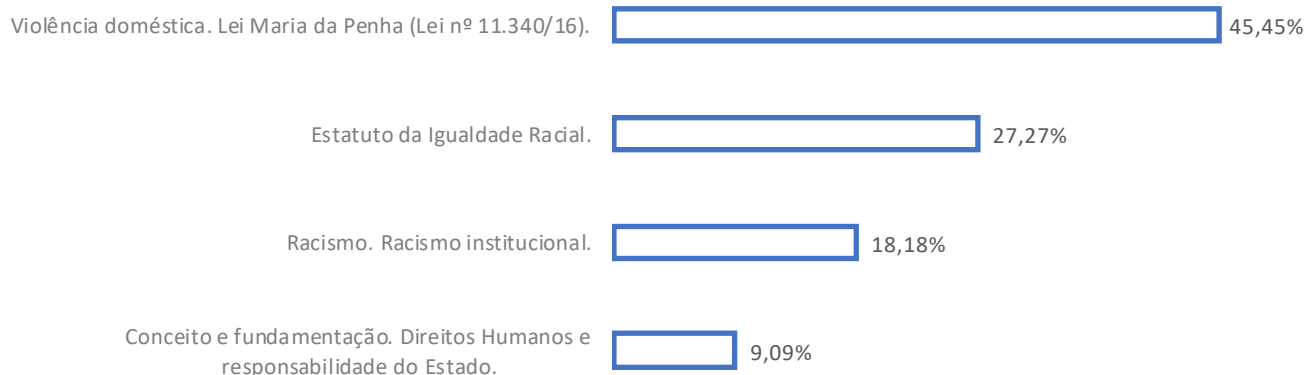 Violência doméstica. Lei Maria da Penha (Lei nº 11.340/16).
45,45%
Estatuto da Igualdade Racial.
27,27%
Racismo. Racismo institucional.
18,18%
Conceito e fundamentação. Direitos Humanos e
responsabilidade do Estado.
9,09%